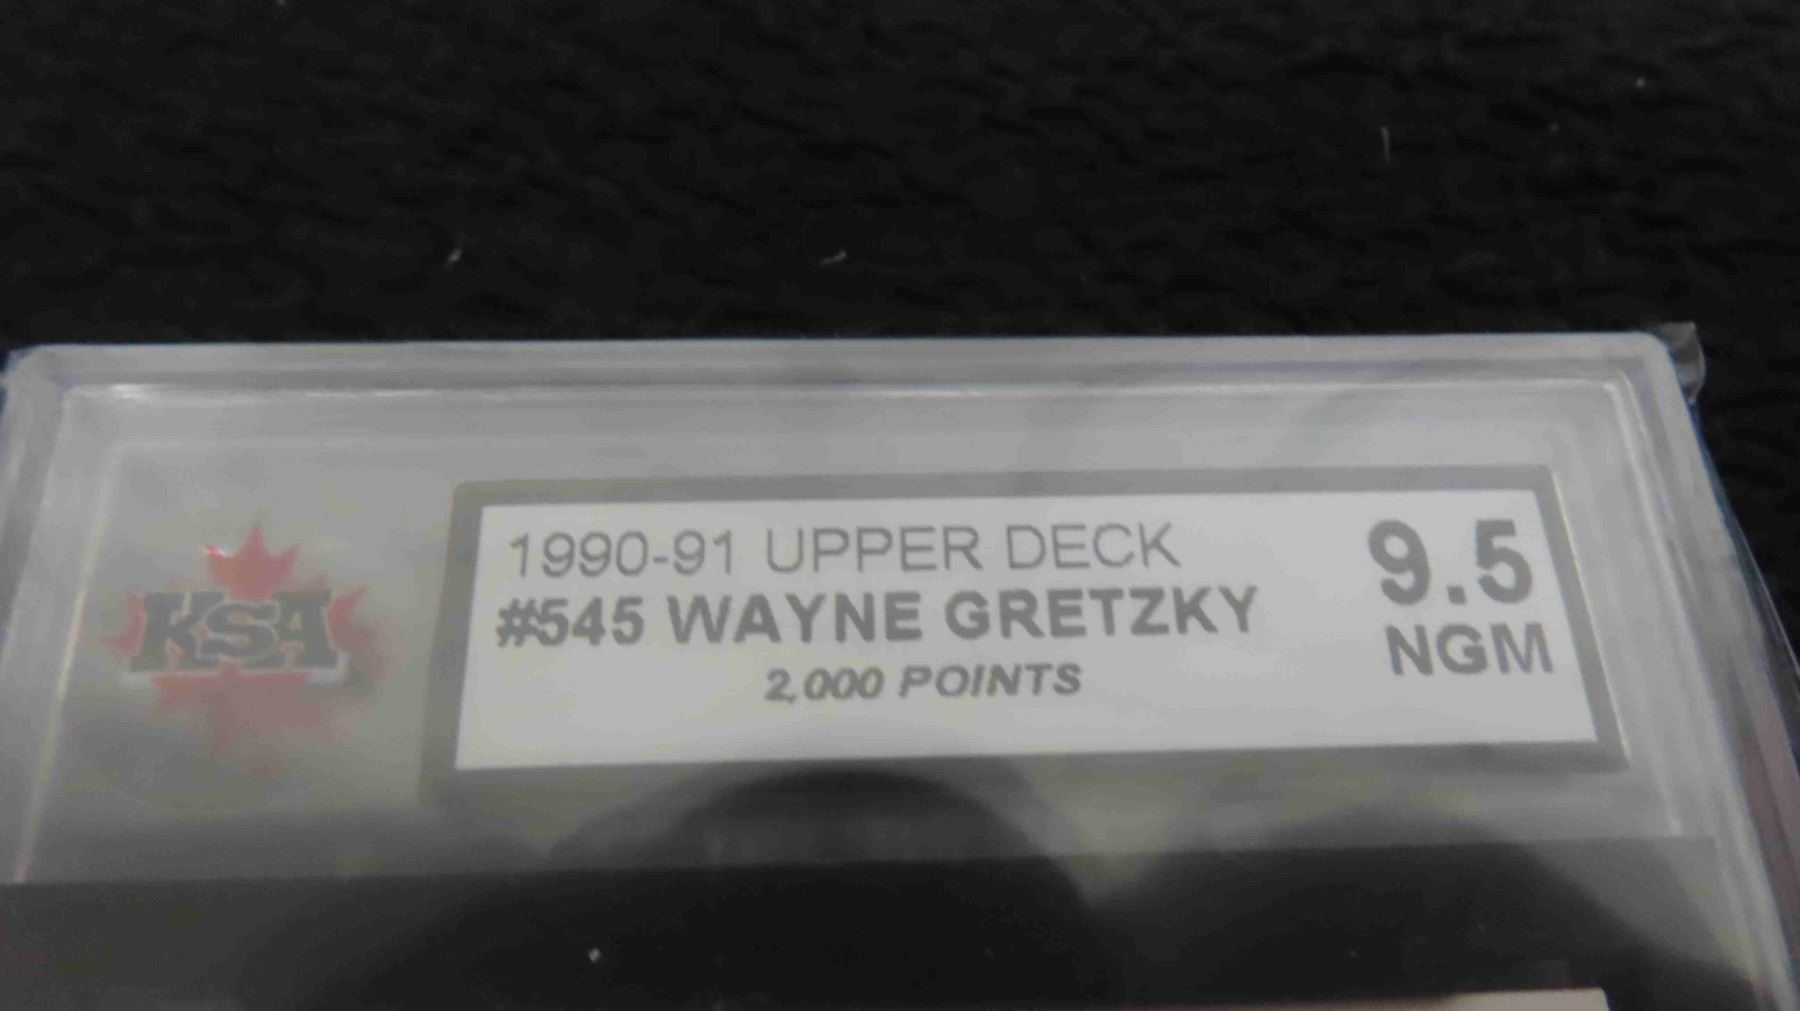 KSA
1990-91 UPPER DECK
#545 WAYNE GRETZKY
2,000 POINTS
9.5
NGM